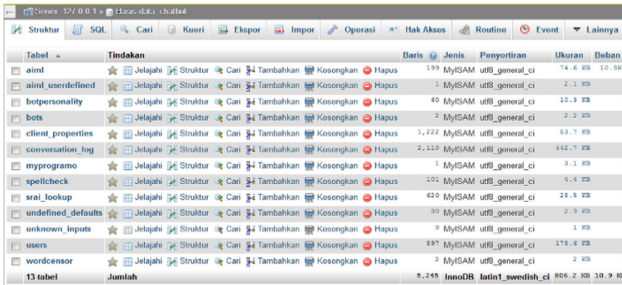 Server: 127.0.0.1 » Basis data: chatbot
Struktur SQL Cari Kueri Ekspor Impor Operasi Hak Akses Routine Event Lainnya
Tabel Tindakan Baris Jenis Penyortiran Ukuran Beban
aiml Jelajahi Struktur Cari Tambahkan Kosongkan Hapus 199 MyISAM utf8_general_ci 74.6 KB 10.9K
aiml_userdefined Jelajahi Struktur Cari Tambahkan Kosongkan Hapus 1 MyISAM utf8_general_ci 2.1 KB
botpersonality Jelajahi Struktur Cari Tambahkan Kosongkan Hapus 60 MyISAM utf8_general_ci 10.3 KB
bots Jelajahi Struktur Cari Tambahkan Kosongkan Hapus 2 MyISAM utf8_general_ci 2.2 KB
client_properties Jelajahi Struktur Cari Tambahkan Kosongkan Hapus 1,222 MyISAM utf8_general_ci 53.7 KB
conversation_log Jelajahi Struktur Cari Tambahkan Kosongkan Hapus 2,110 MyISAM utf8_general_ci 442.7 KB
myprogramo Jelajahi Struktur Cari Tambahkan Kosongkan Hapus 1 MyISAM utf8_general_ci 3.1 KB
spellcheck Jelajahi Struktur Cari Tambahkan Kosongkan Hapus 101 MyISAM utf8_general_ci KB
srai_lookup Jelajahi Struktur Cari Tambahkan Kosongkan Hapus 620 MyISAM utf8_general_ci 28.5 KB
undefined_defaults Jelajahi Struktur Cari Tambahkan Kosongkan Hapus 30 MyISAM utf8_general_ci 2.9 KB
unknown_inputs Jelajahi Struktur Cari Tambahkan Kosongkan Hapus 0 MyISAM utf8_general_ci 1 KB
users Jelajahi Struktur Cari Tambahkan Kosongkan Hapus 897 MyISAM utf8_general_ci 178.6 KB
wordcensor Jelajahi Struktur Cari Tambahkan Kosongkan Hapus 2 MyISAM utf8_general_ci 2 KB
13 tabel Jumlah 5,245 InnoDB latin1_swedish_ci 806.2 KB 10.9 K